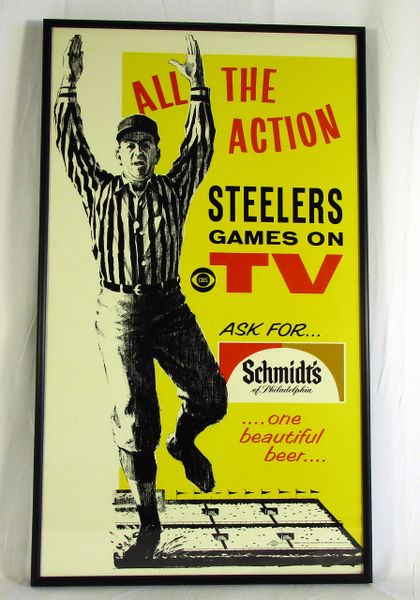 ALL THE
ACTION
STEELERS
GAMES ON
CBS TV
ASK FOR...
Schmidt's
of Philadelphia
....one
beautiful
beer....